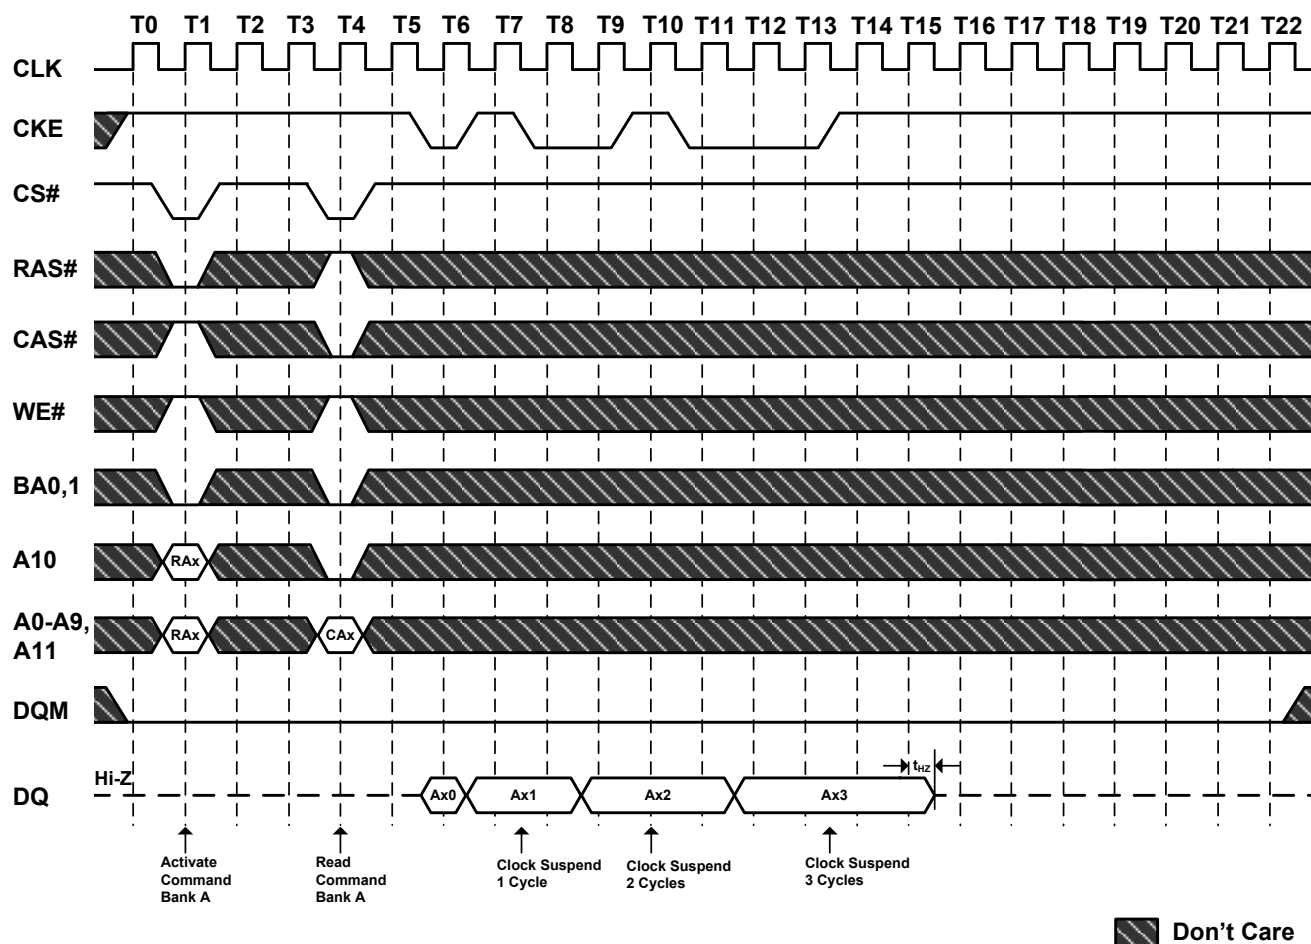 T0 T1 T2 T3 T4 T5 T6 T7 T8 T9 T10 T11 T12 T13 T14 T15 T16 T17 T18 T19 T20 T21 T22
CLK
CKE
CS#
RAS#
CAS#
WE#
BA0,1
A10
RAx
A0-A9,
A11
RAx CAx
DQM
Hi-Z
tHZ
DQ
Ax0 Ax1 Ax2 Ax3
Activate
Command
Bank A
Read
Command
Bank A
Clock Suspend
1 Cycle
Clock Suspend
2 Cycles
Clock Suspend
3 Cycles
Don't Care